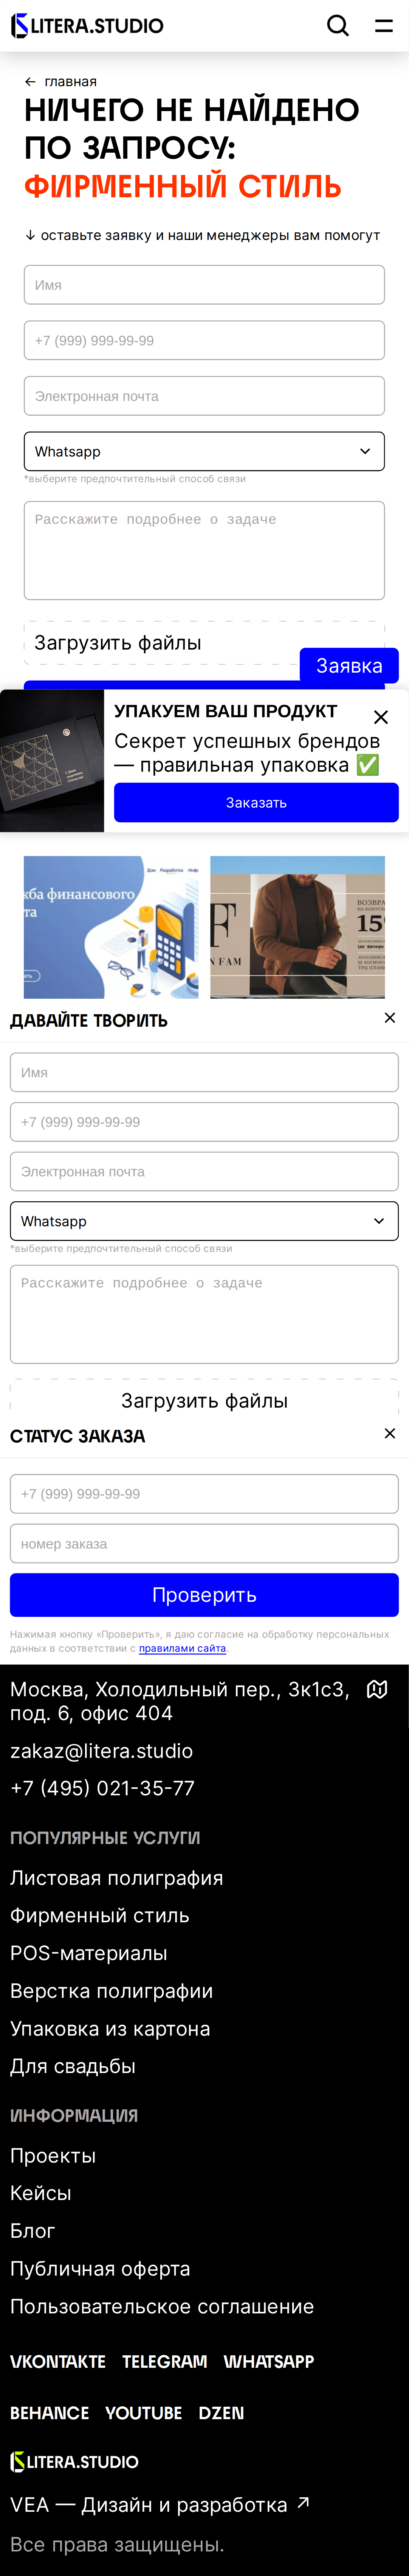 LITERA.STUDIO
← главная
НИЧЕГО НЕ НАЙДЕНО
ПО ЗАПРОСУ:
ФИРМЕННЫЙ СТИЛЬ
↓ оставьте заявку и наши менеджеры вам помогут
Имя
+7 (999) 999-99-99
Электронная почта
Whatsapp
*выберите предпочтительный способ связи
Расскажите подробнее о задаче
Загрузить файлы
Заявка
УПАКУЕМ ВАШ ПРОДУКТ
Секрет успешных брендов
— правильная упаковка ✅
Заказать
финансового
FAM
ДАВАЙТЕ ТВОРИТЬ
Имя
+7 (999) 999-99-99
Электронная почта
Whatsapp
*выберите предпочтительный способ связи
Расскажите подробнее о задаче
Загрузить файлы
СТАТУС ЗАКАЗА
+7 (999) 999-99-99
номер заказа
Проверить
Нажимая кнопку «Проверить», я даю согласие на обработку персональных
данных в соответствии с правилами сайта.
Москва, Холодильный пер., 3к1с3,
под. 6, офис 404
zakaz@litera.studio
+7 (495) 021-35-77
ПОПУЛЯРНЫЕ УСЛУГИ
Листовая полиграфия
Фирменный стиль
POS-материалы
Верстка полиграфии
Упаковка из картона
Для свадьбы
ИНФОРМАЦИЯ
Проекты
Кейсы
Блог
Публичная оферта
Пользовательское соглашение
VKONTAKTE TELEGRAM WHATSAPP
BEHANCE YOUTUBE DZEN
LITERA.STUDIO
VEA — Дизайн и разработка ↗
Все права защищены.